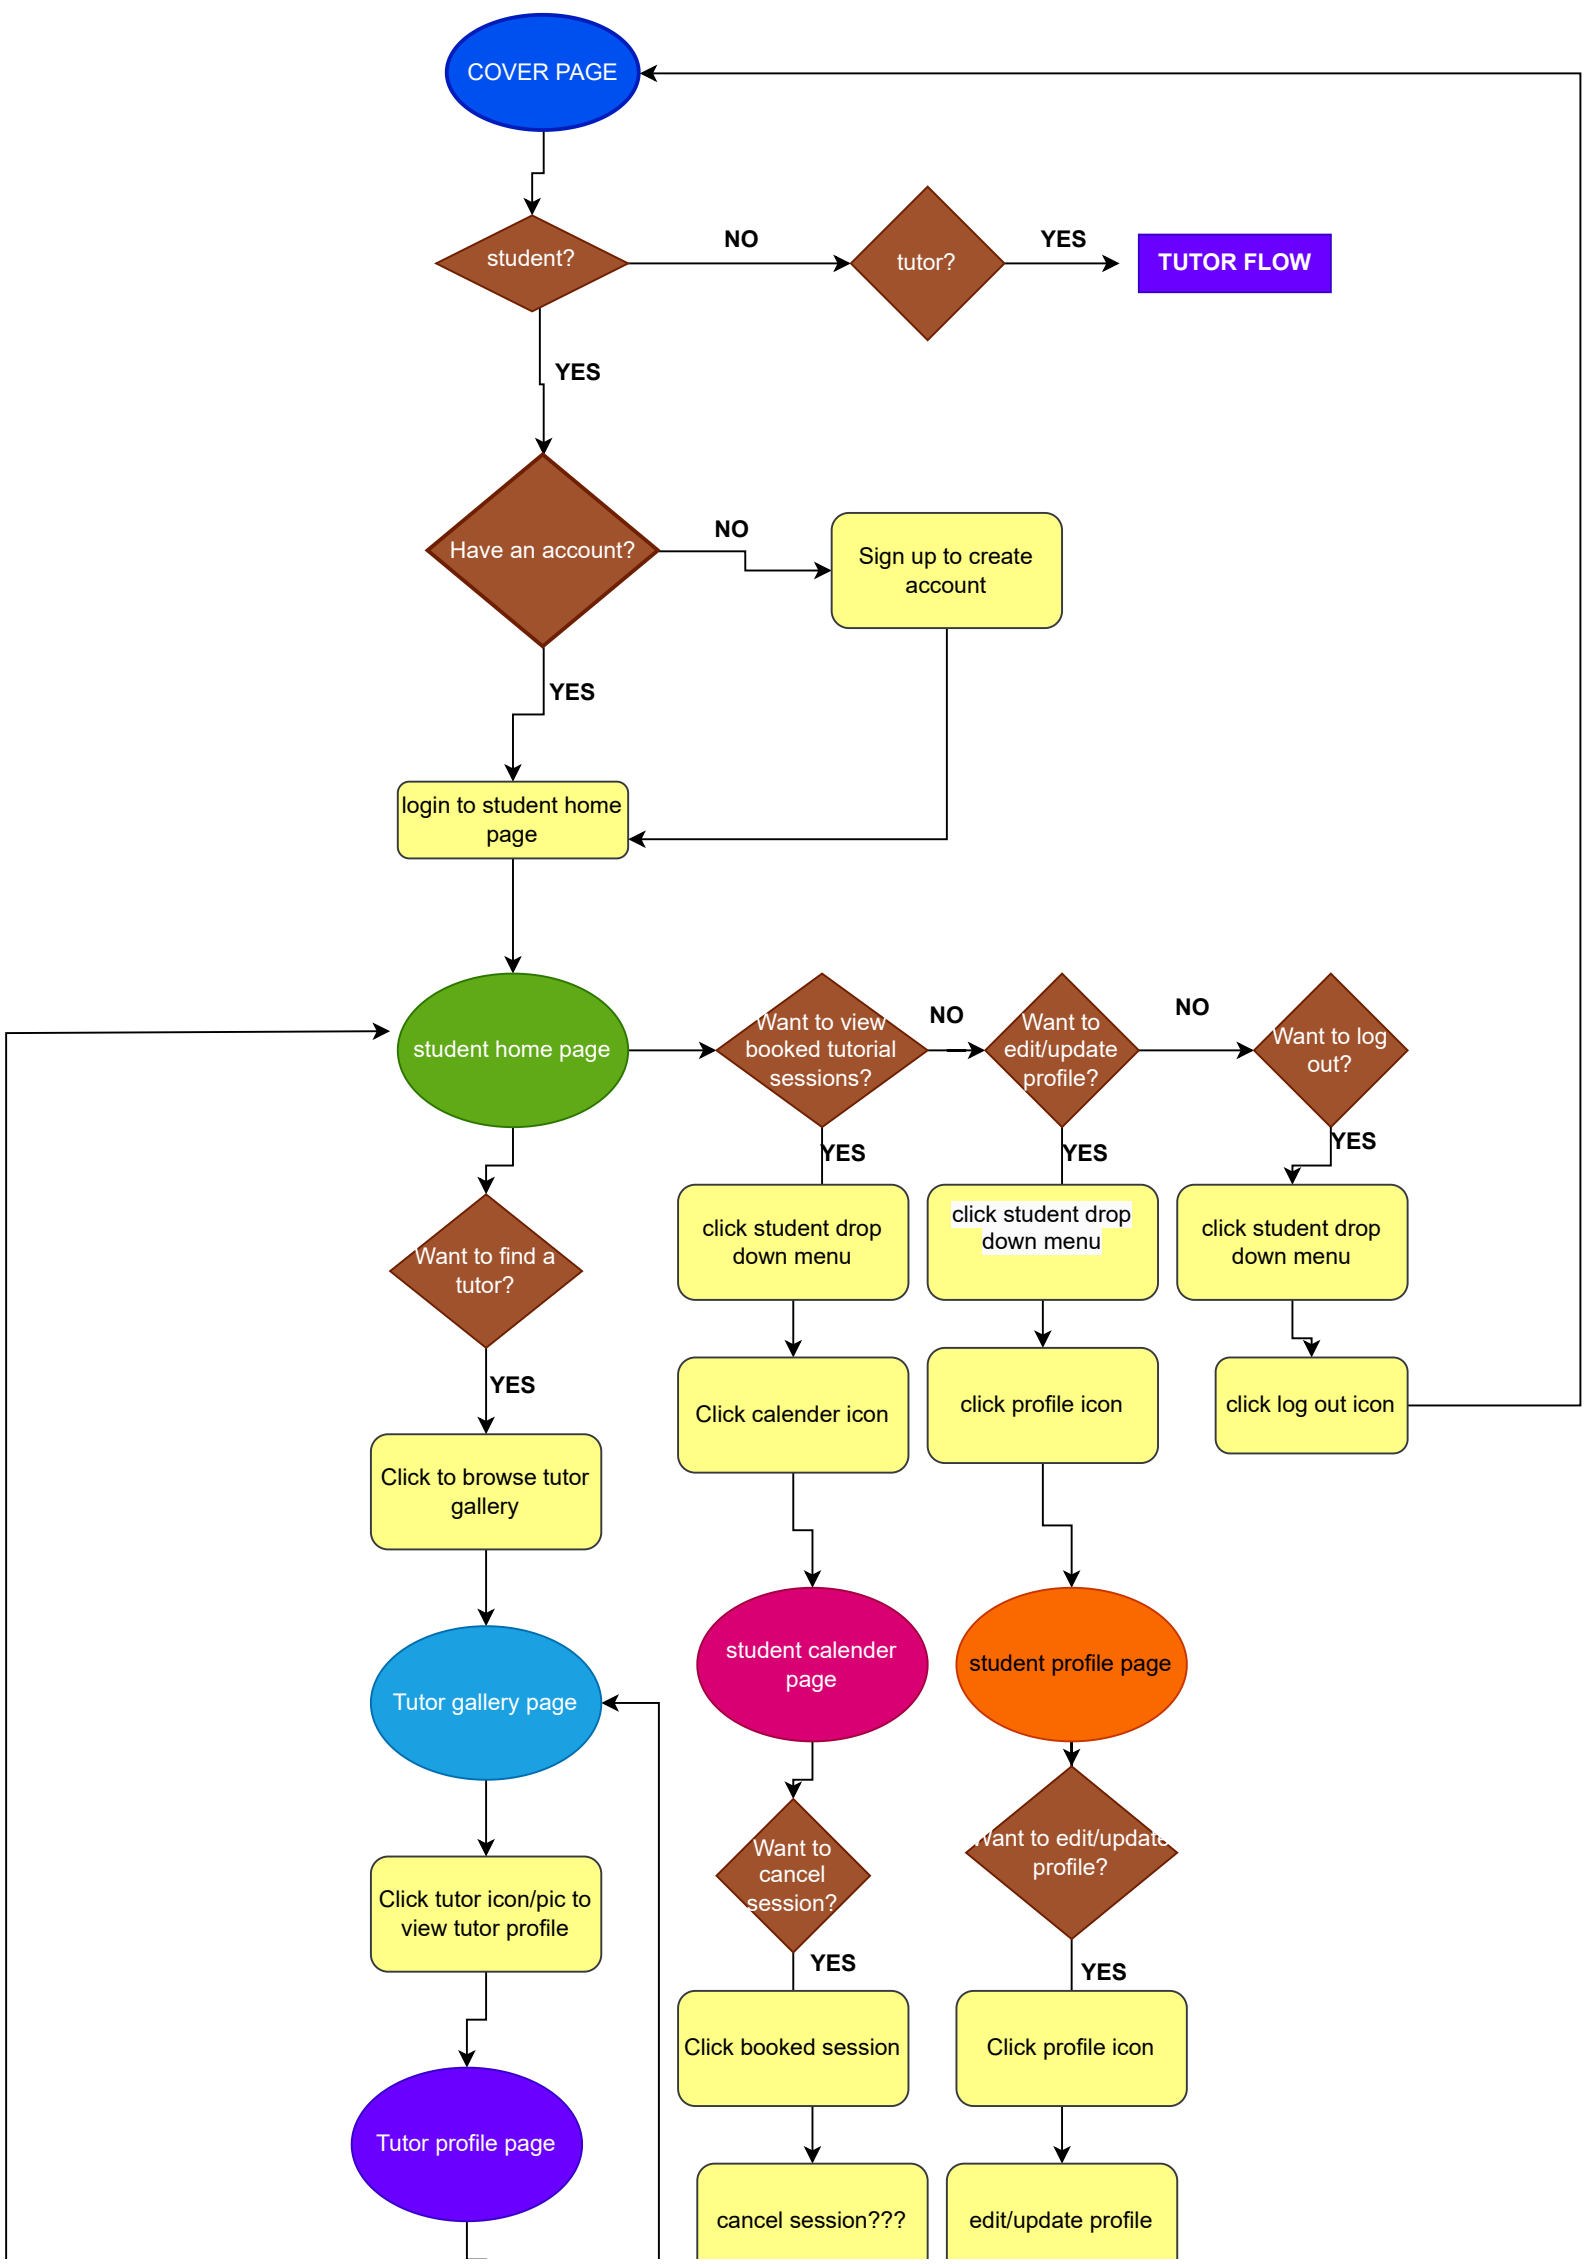 COVER PAGE
student?
NO
tutor?
YES
TUTOR FLOW
YES
Have an account?
NO
Sign up to create
account
YES
login to student home
page
student home page
Want to view
booked tutorial
sessions?
NO
Want to
edit/update
profile?
NO
Want to log
out?
YES
YES
YES
click student drop
down menu
click student drop
down menu
click student drop
down menu
Want to find a
tutor?
YES
Click calender icon
click profile icon
click log out icon
Click to browse tutor
gallery
student calender
page
student profile page
Tutor gallery page
Want to
cancel
session?
Want to edit/update
profile?
Click tutor icon/pic to
view tutor profile
YES
YES
Click booked session
Click profile icon
Tutor profile page
cancel session???
edit/update profile